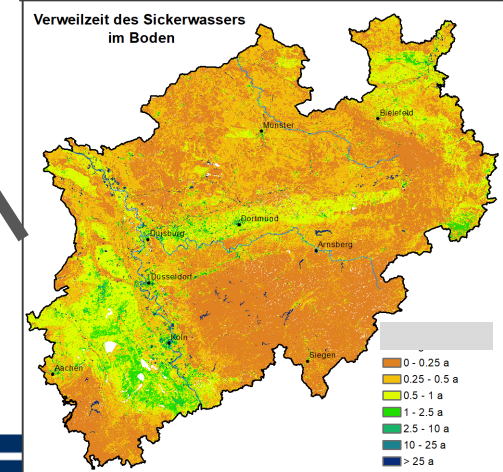 Verweilzeit des Sickerwassers
im Boden
Bielefeld
Münster
Dortmund
Duisburg
Arnsberg
Düsseldorf
Köln
Siegen
Aachen
0 - 0.25 a
0.25 - 0.5 a
0.5 - 1 a
1 - 2.5 a
2.5 - 10 a
10 - 25 a
> 25 a